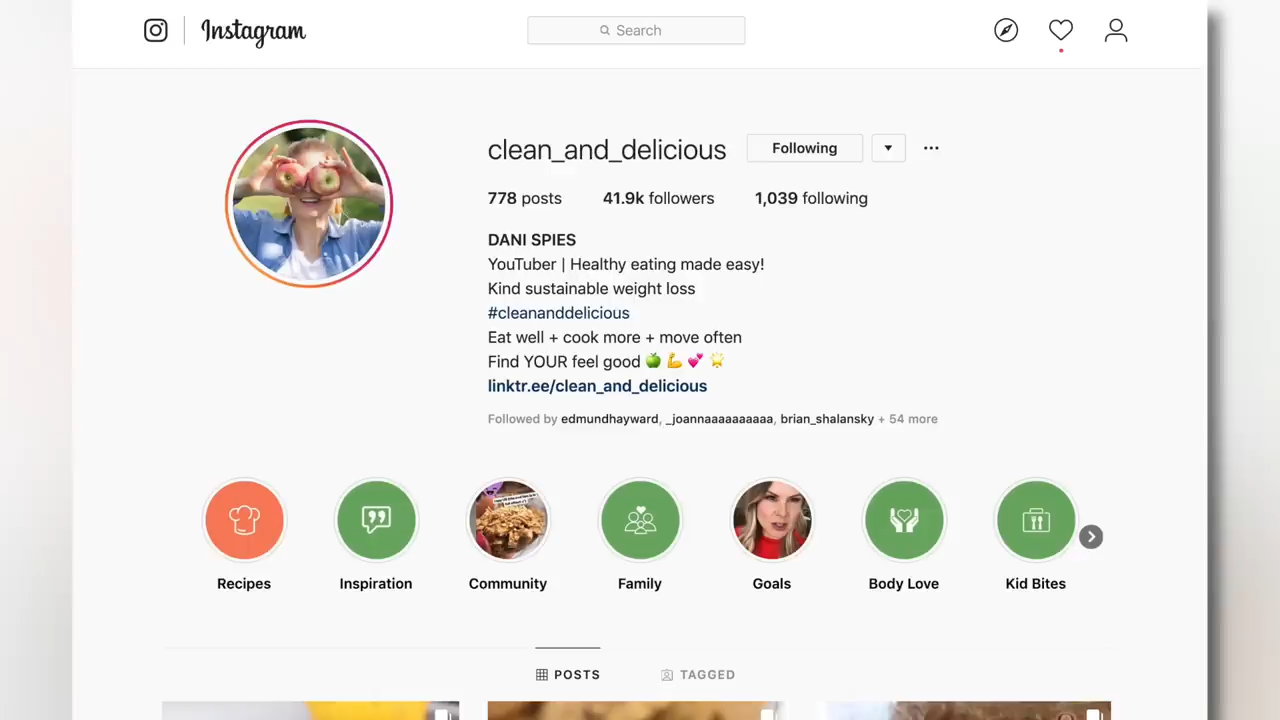 Instagram
Search
clean_and_delicious
Following
778 posts
41.9k followers
1,039 following
DANI SPIES
YouTuber | Healthy eating made easy!
Kind sustainable weight loss
#cleananddelicious
Eat well + cook more + move often
Find YOUR feel good 🍏 💪 💕 🌟
linktr.ee/clean_and_delicious
Followed by edmundhayward, _joannaaaaaaaaaa, brian_shalansky + 54 more
Recipes
Inspiration
Community
Family
Goals
Body Love
Kid Bites
POSTS
TAGGED